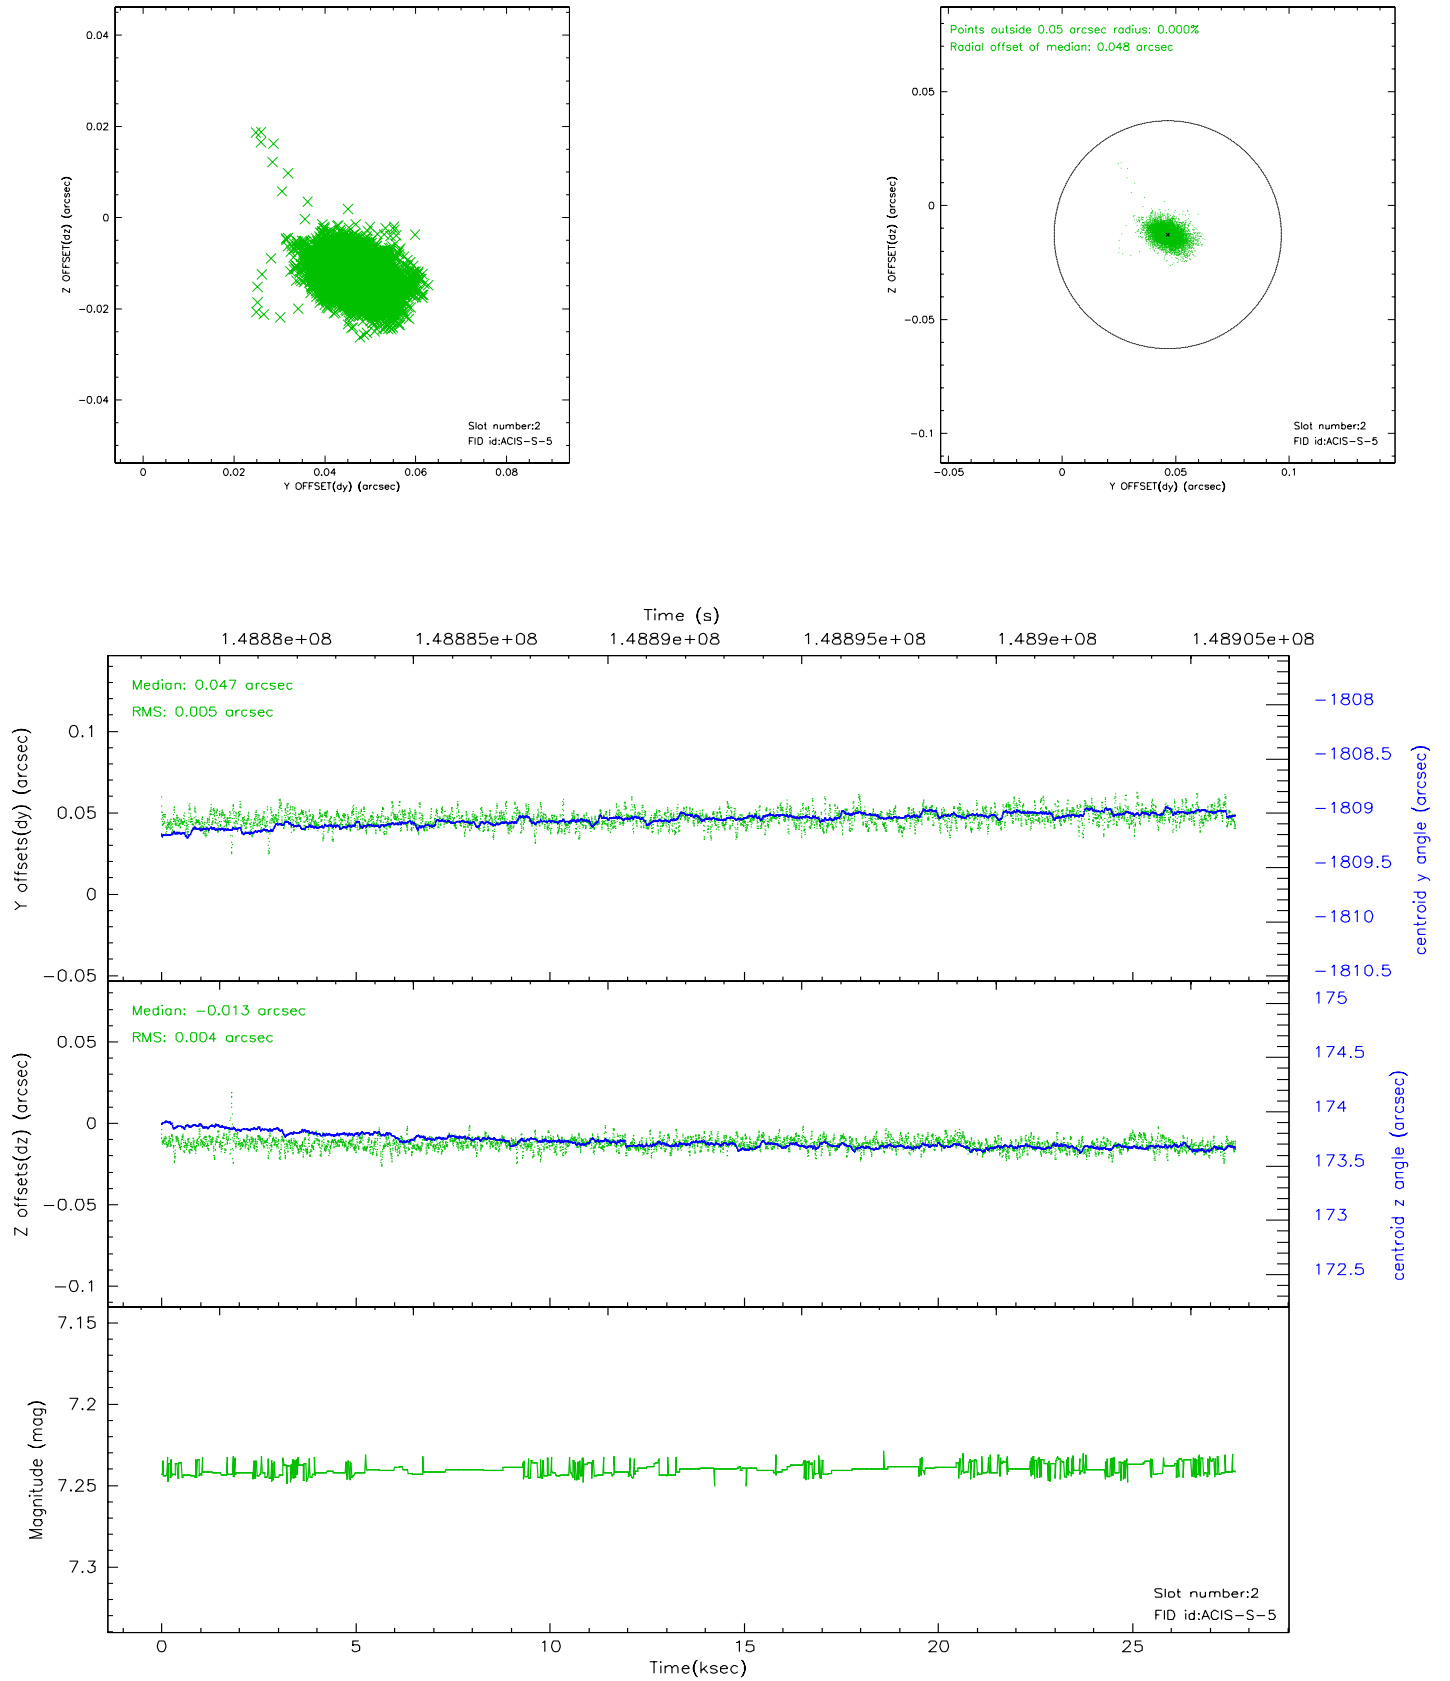 0.04
0.02
0
-0.02
-0.04
Z OFFSET(dz) (arcsec)
Slot number:2
FID id:ACIS-S-5
0
0.02
0.04
0.06
0.08
Y OFFSET(dy) (arcsec)
Points outside 0.05 arcsec radius: 0.000%
Radial offset of median: 0.048 arcsec
0.05
0
-0.05
-0.1
Z OFFSET(dz) (arcsec)
Slot number:2
FID id:ACIS-S-5
-0.05
0
0.05
0.1
Y OFFSET(dy) (arcsec)
Time (s)
1.4888e+08
1.48885e+08
1.4889e+08
1.48895e+08
1.489e+08
1.48905e+08
Median: 0.047 arcsec
RMS: 0.005 arcsec
0.1
0.05
0
-0.05
Y offsets(dy) (arcsec)
-1808
-1808.5
-1809
-1809.5
-1810
-1810.5
centroid y angle (arcsec)
Median: -0.013 arcsec
RMS: 0.004 arcsec
0.05
0
-0.05
-0.1
Z offsets(dz) (arcsec)
175
174.5
174
173.5
173
172.5
centroid z angle (arcsec)
7.15
7.2
7.25
7.3
Magnitude (mag)
Slot number:2
FID id:ACIS-S-5
0
5
10
15
20
25
Time(ksec)